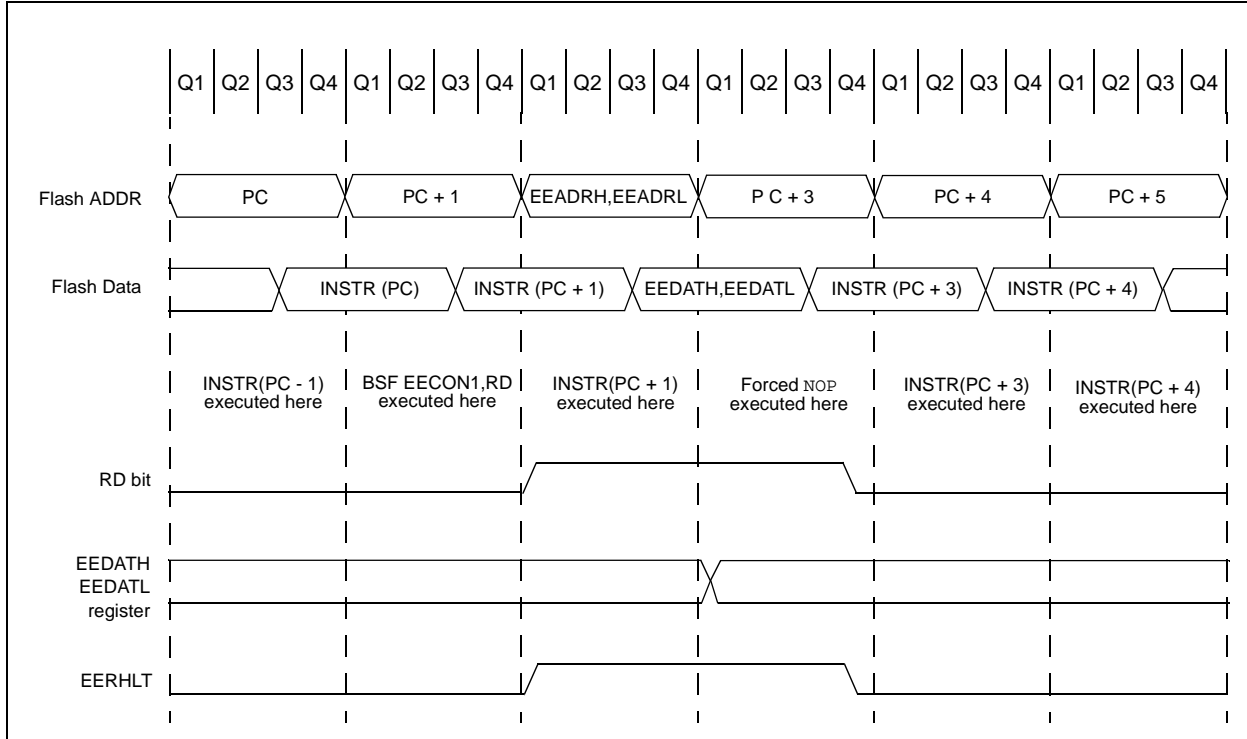 Q1 Q2 Q3 Q4 Q1 Q2 Q3 Q4 Q1 Q2 Q3 Q4 Q1 Q2 Q3 Q4 Q1 Q2 Q3 Q4 Q1 Q2 Q3 Q4
Flash ADDR PC PC + 1 EEADRH,EEADRL P C + 3 PC + 4 PC + 5
Flash Data INSTR (PC) INSTR (PC + 1) EEDATH,EEDATL INSTR (PC + 3) INSTR (PC + 4)
INSTR(PC - 1) BSF EECON1,RD INSTR(PC + 1) Forced NOP INSTR(PC + 3) INSTR(PC + 4)
executed here executed here executed here executed here executed here executed here
RD bit
EEDATH
EEDATL
register
EERHLT